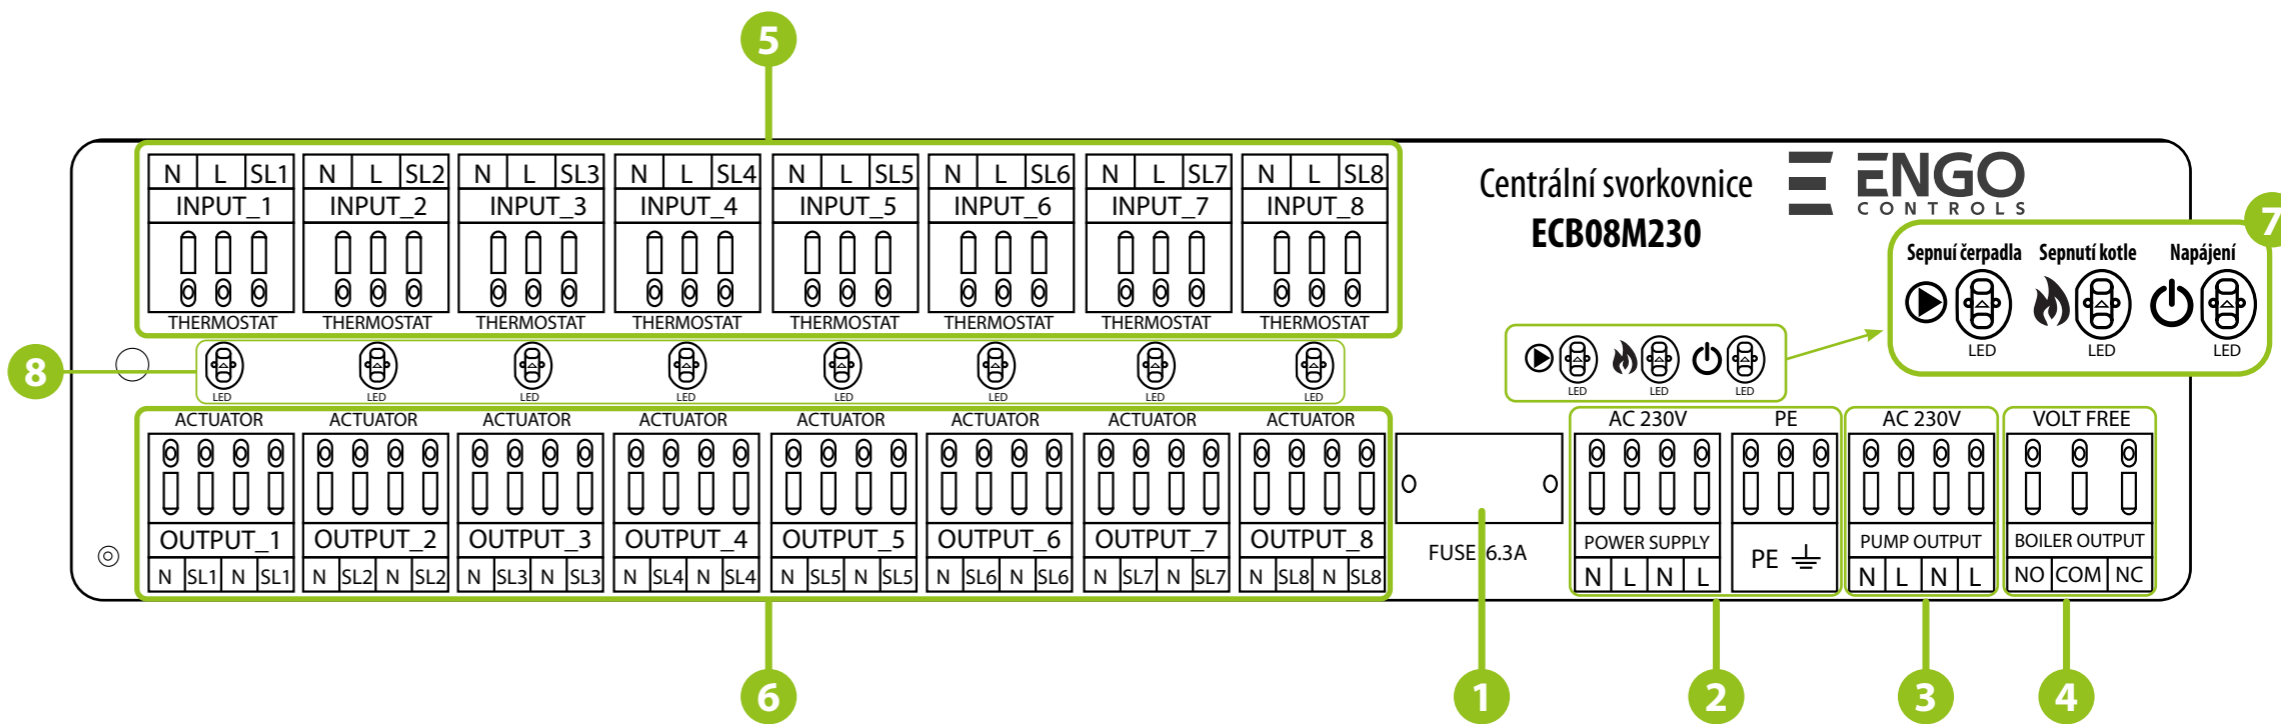 5
N L SL1 N L SL2 N L SL3 N L SL4 N L SL5 N L SL6 N L SL7 N L SL8
INPUT_1 INPUT_2 INPUT_3 INPUT_4 INPUT_5 INPUT_6 INPUT_7 INPUT_8
THERMOSTAT THERMOSTAT THERMOSTAT THERMOSTAT THERMOSTAT THERMOSTAT THERMOSTAT THERMOSTAT
Centrální svorkovnice
ECB08M230
ENGO
CONTROLS
7
Sepnuí čerpadla Sepnutí kotle Napájení
LED LED LED
8
LED LED LED LED LED LED LED LED
LED LED LED
ACTUATOR ACTUATOR ACTUATOR ACTUATOR ACTUATOR ACTUATOR ACTUATOR ACTUATOR
OUTPUT_1 OUTPUT_2 OUTPUT_3 OUTPUT_4 OUTPUT_5 OUTPUT_6 OUTPUT_7 OUTPUT_8
N SL1 N SL1 N SL2 N SL2 N SL3 N SL3 N SL4 N SL4 N SL5 N SL5 N SL6 N SL6 N SL7 N SL7 N SL8 N SL8
FUSE 6.3A
AC 230V PE AC 230V VOLT FREE
POWER SUPPLY PE PUMP OUTPUT BOILER OUTPUT
N L N L N L N L NO COM NC
6 1 2 3 4